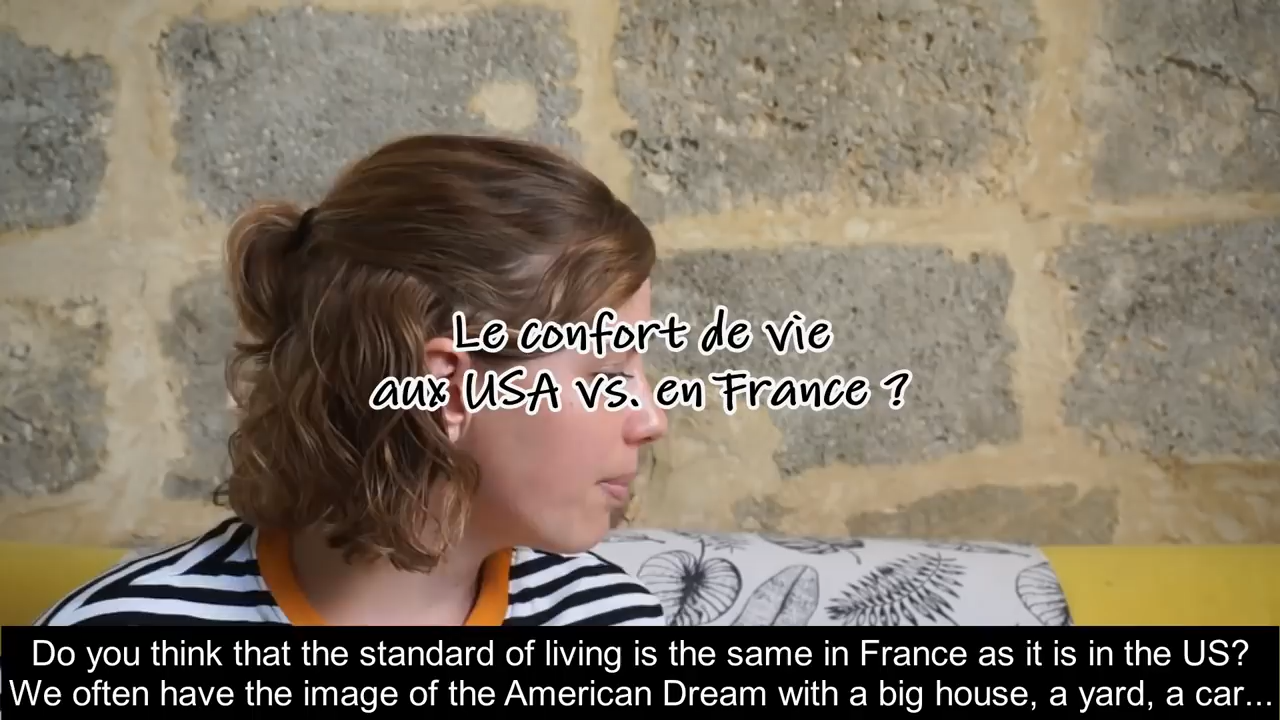 Le confort de vie
aux USA vs. en France ?
Do you think that the standard of living is the same in France as it is in the US?
We often have the image of the American Dream with a big house, a yard, a car...